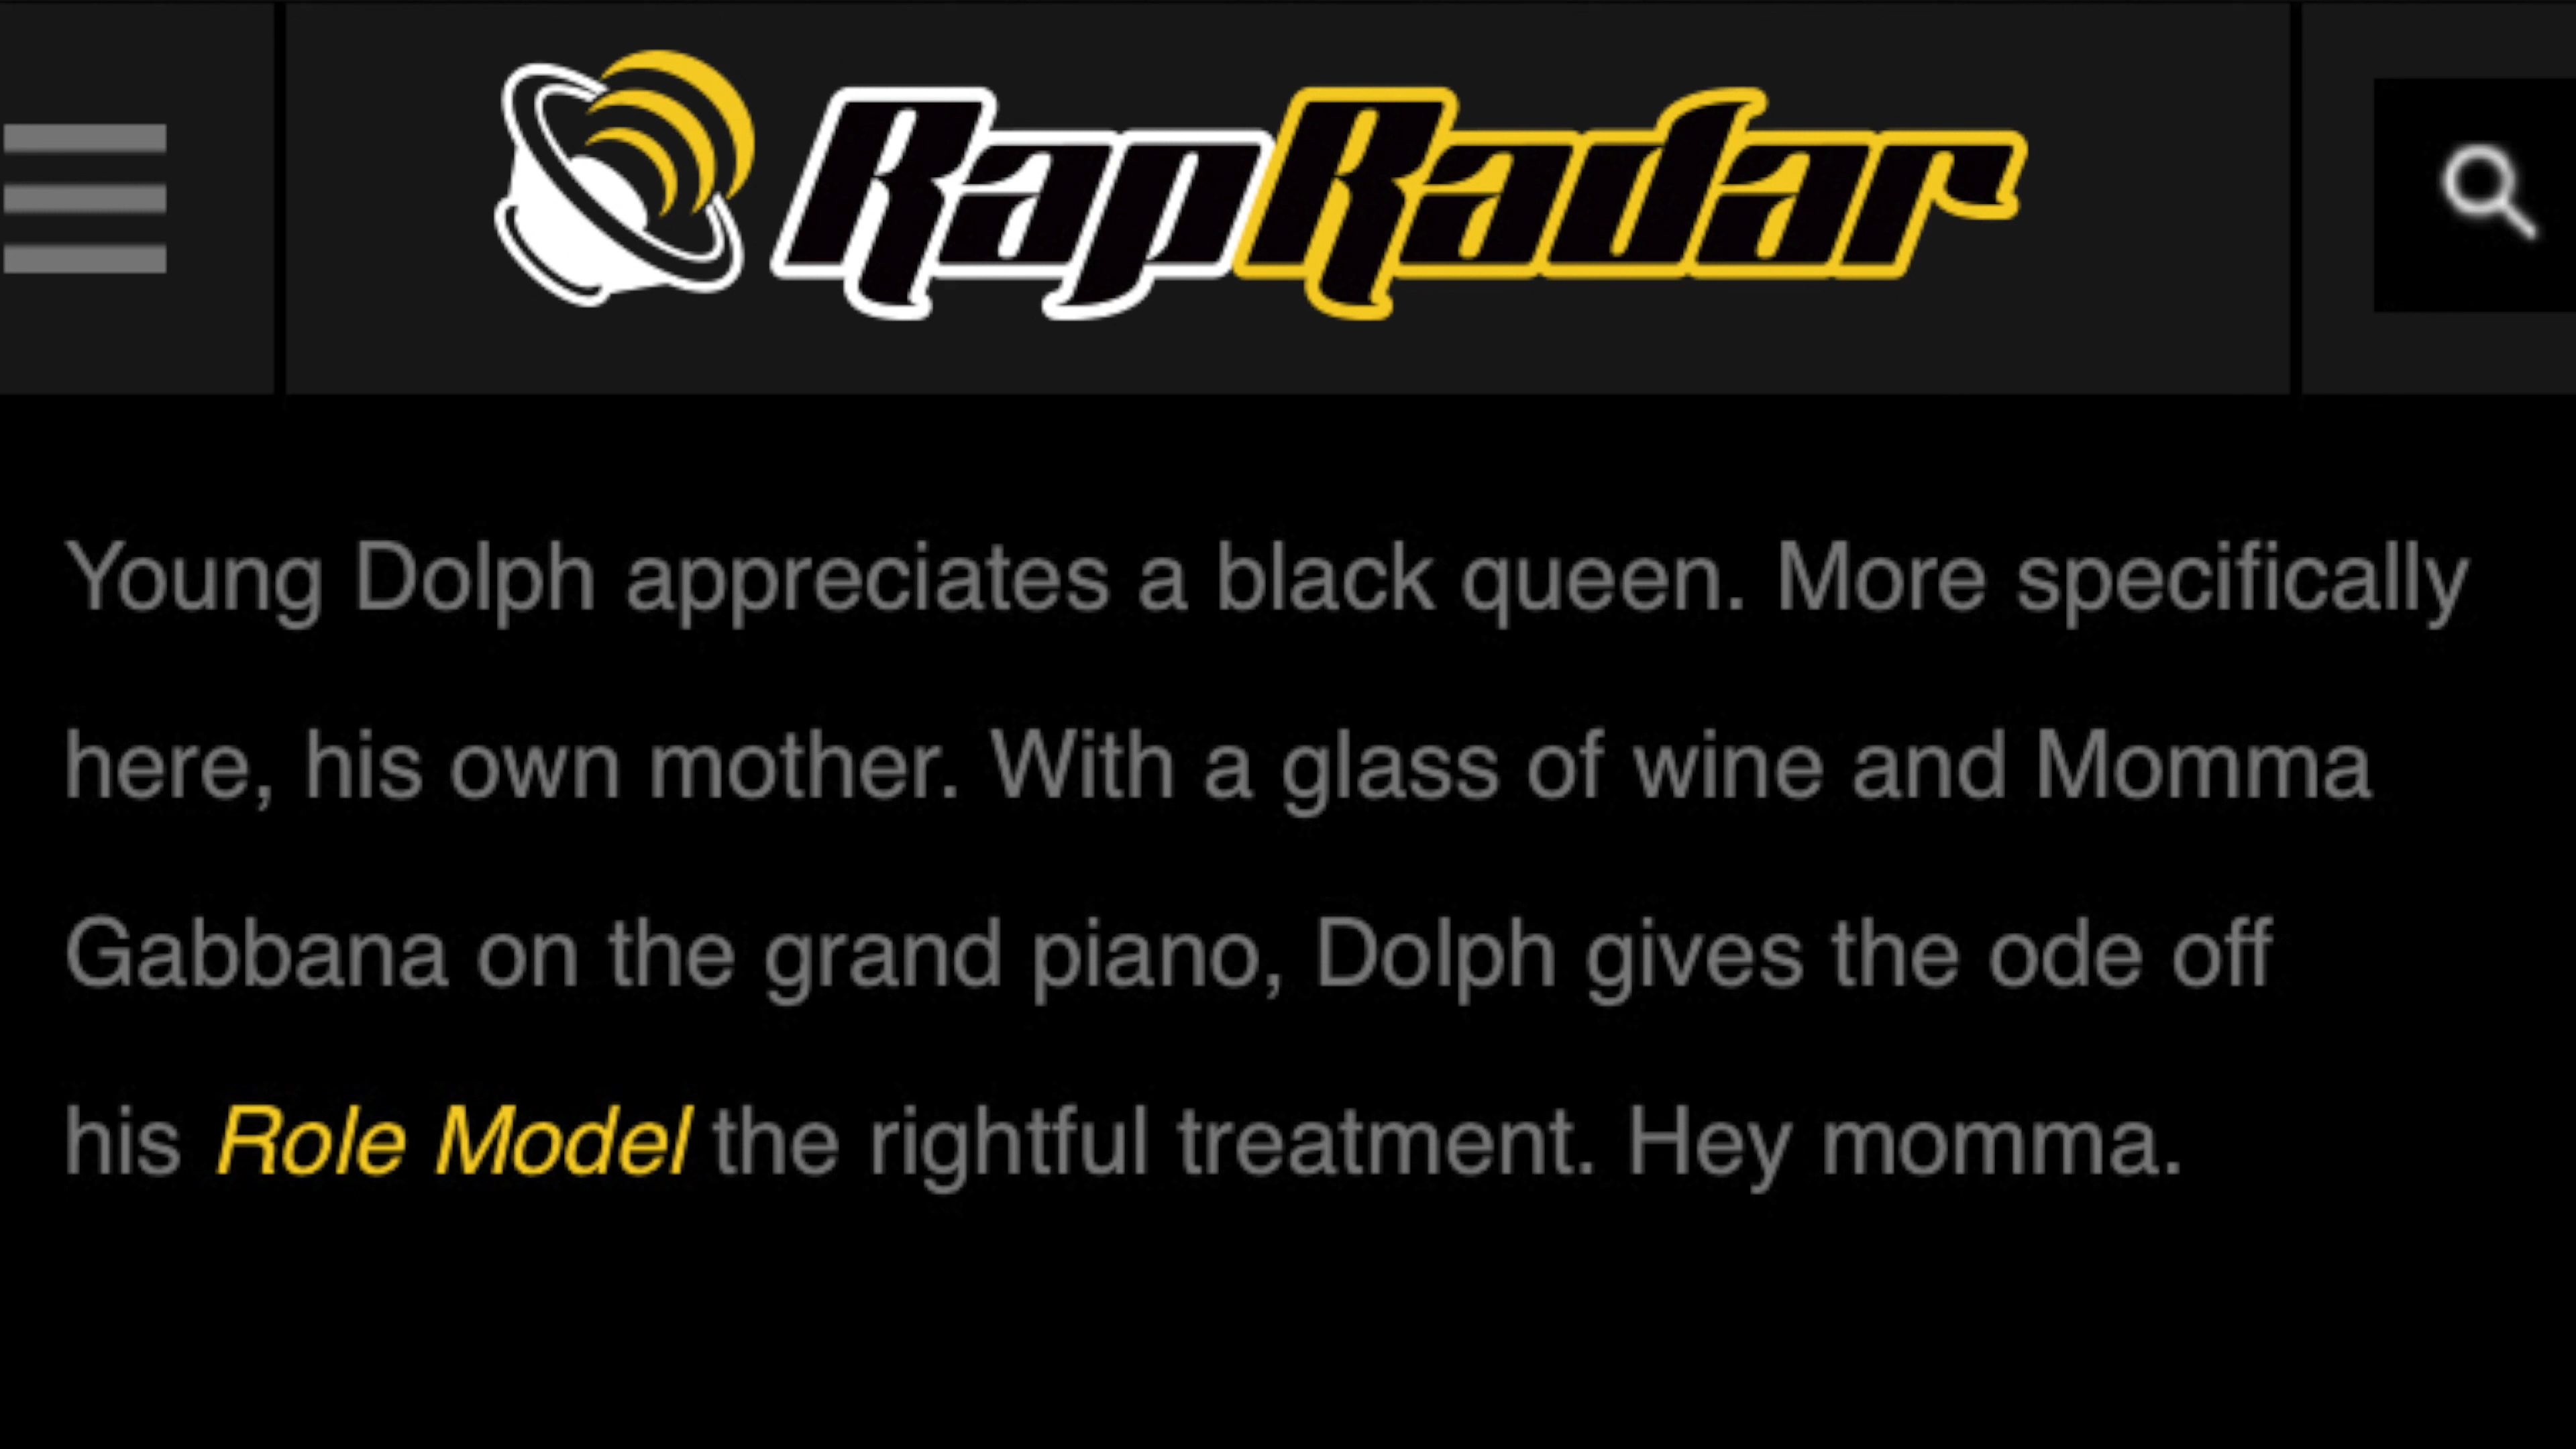 RapRadar
Young Dolph appreciates a black queen. More specifically
here, his own mother. With a glass of wine and Momma
Gabbana on the grand piano, Dolph gives the ode off
his Role Model the rightful treatment. Hey momma.